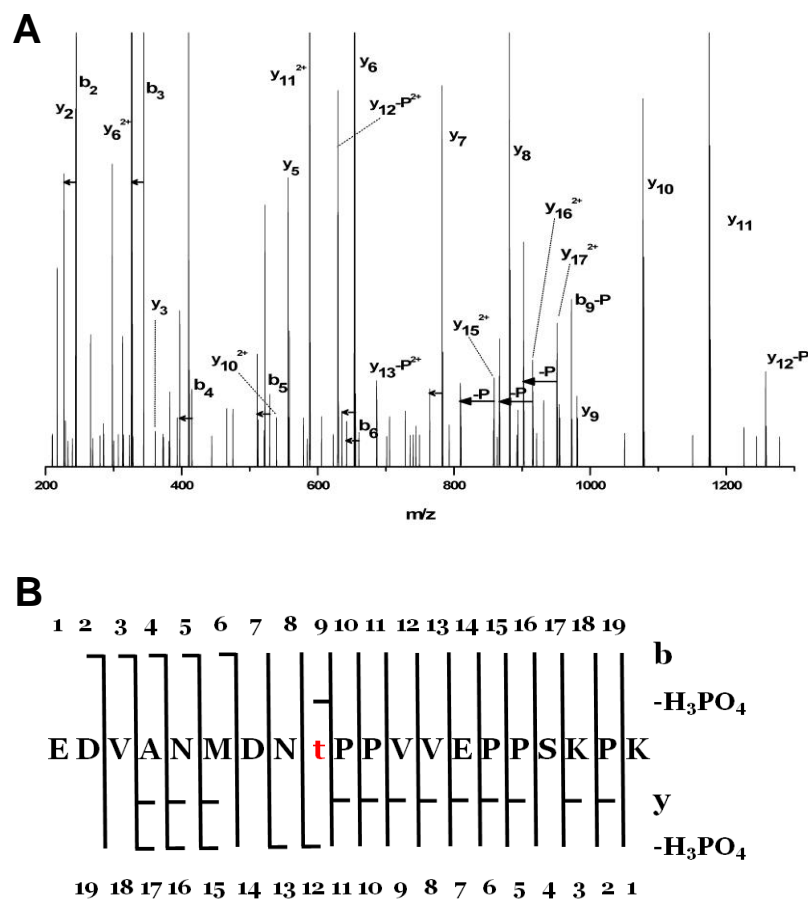 A
y2
b2
y6 2+
b3
y3
b4
y10 2+
b5
y11 2+
y5
y6
y12-P 2+
b6
y13-P 2+
y7
y8
y15 2+
y16 2+
y17 2+
b9-P
-P
-P
-P
y9
y10
y11
y12-P
200 400 600 800 1000 1200
m/z
B
1 2 3 4 5 6 7 8 9 10 11 12 13 14 15 16 17 18 19
b
-H3PO4
E D V A N M D N t P P V V E P P S K P K
y
-H3PO4
19 18 17 16 15 14 13 12 11 10 9 8 7 6 5 4 3 2 1